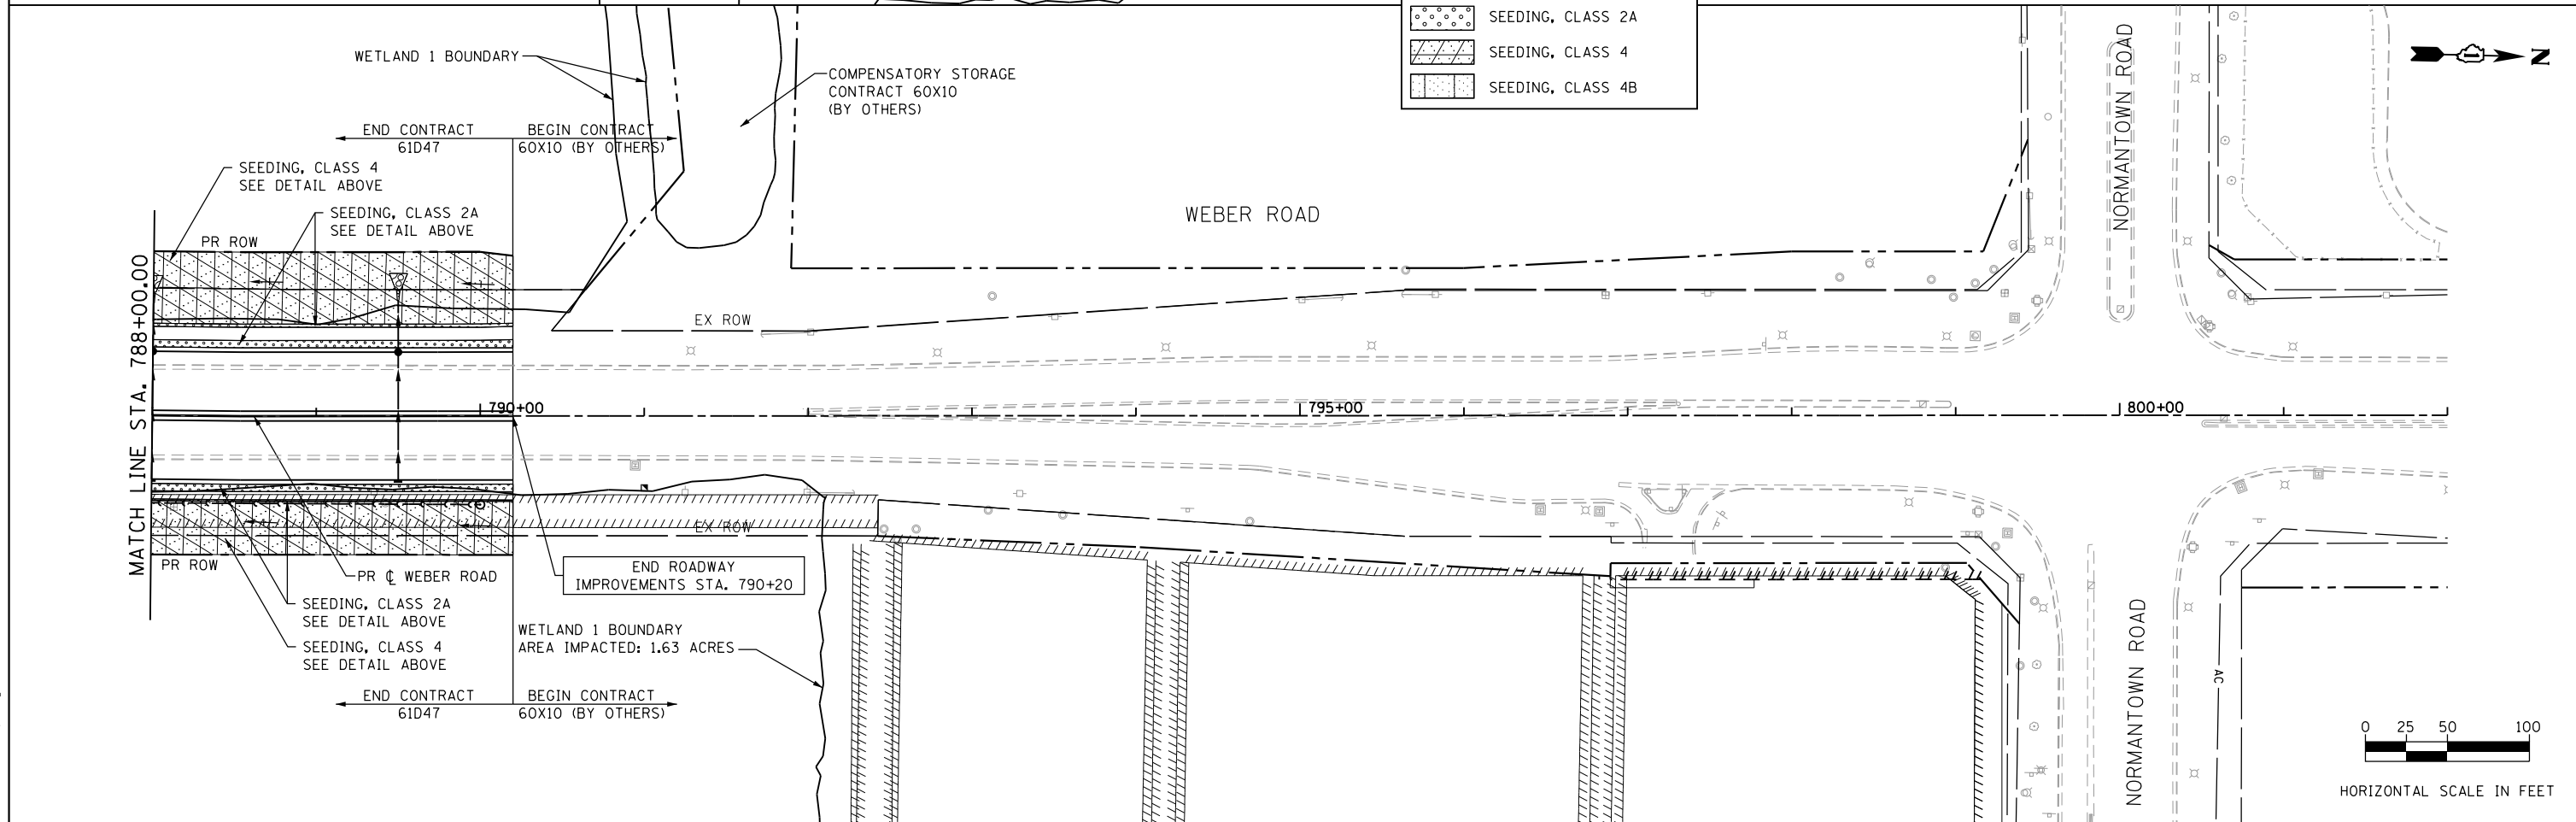 SEEDING, CLASS 2A
SEEDING, CLASS 4
SEEDING, CLASS 4B
N
WETLAND 1 BOUNDARY
COMPENSATORY STORAGE
CONTRACT 60X10
(BY OTHERS)
END CONTRACT
61D47
BEGIN CONTRACT
60X10 (BY OTHERS)
SEEDING, CLASS 4
SEE DETAIL ABOVE
SEEDING, CLASS 2A
SEE DETAIL ABOVE
PR ROW
WEBER ROAD
NORMANTOWN ROAD
MATCH LINE STA. 788+00.00
EX ROW
790+00
795+00
800+00
EX ROW
PR ROW
PR ℄ WEBER ROAD
END ROADWAY
IMPROVEMENTS STA. 790+20
SEEDING, CLASS 2A
SEE DETAIL ABOVE
SEEDING, CLASS 4
SEE DETAIL ABOVE
WETLAND 1 BOUNDARY
AREA IMPACTED: 1.63 ACRES
END CONTRACT
61D47
BEGIN CONTRACT
60X10 (BY OTHERS)
NORMANTOWN ROAD
AC
0 25 50 100
HORIZONTAL SCALE IN FEET